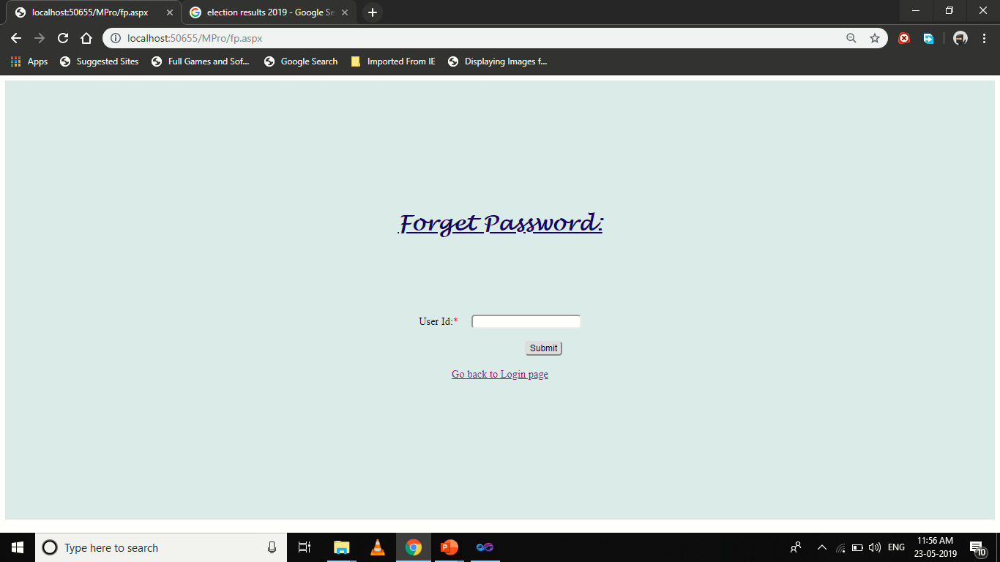 localhost:50655/MPro/fp.aspx
election results 2019 - Google Se
localhost:50655/MPro/fp.aspx
Apps Suggested Sites Full Games and Sof... Google Search Imported From IE Displaying Images f...
Forget Password:
User Id:*
Submit
Go back to Login page
Type here to search
ENG
11:56 AM
23-05-2019
10